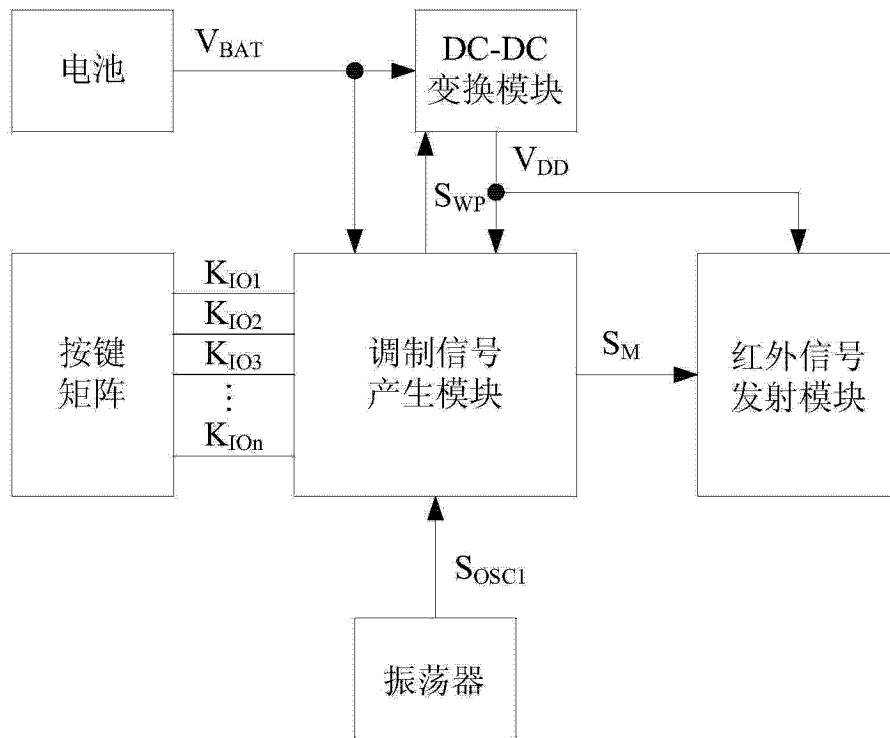 电池
V_BAT
DC-DC
变换模块
V_DD
S_WP
按键
矩阵
K_IO1
K_IO2
K_IO3
⋮
K_IOn
调制信号
产生模块
S_M
红外信号
发射模块
S_OSC1
振荡器